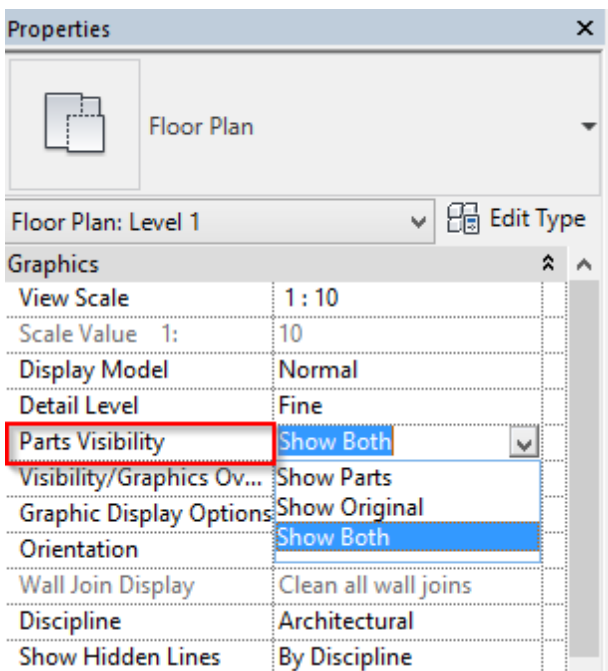 Properties
Floor Plan
Floor Plan: Level 1
Edit Type
Graphics
View Scale 1 : 10
Scale Value 1: 10
Display Model Normal
Detail Level Fine
Parts Visibility Show Both
Visibility/Graphics Ov... Show Parts
Graphic Display Options Show Original
Orientation Show Both
Wall Join Display Clean all wall joins
Discipline Architectural
Show Hidden Lines By Discipline